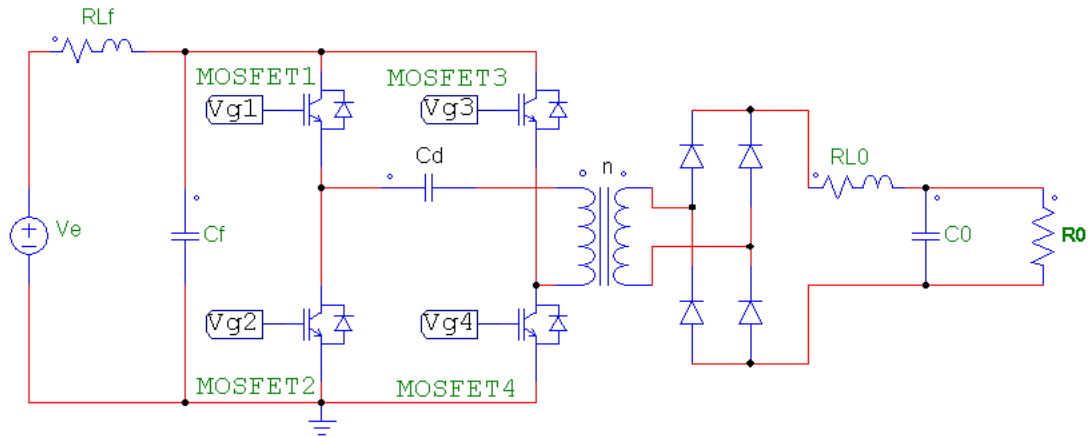 RLf
MOSFET1
MOSFET3
Vg1
Vg3
Cd
n
RL0
Ve
Cf
C0
R0
Vg2
Vg4
MOSFET2
MOSFET4